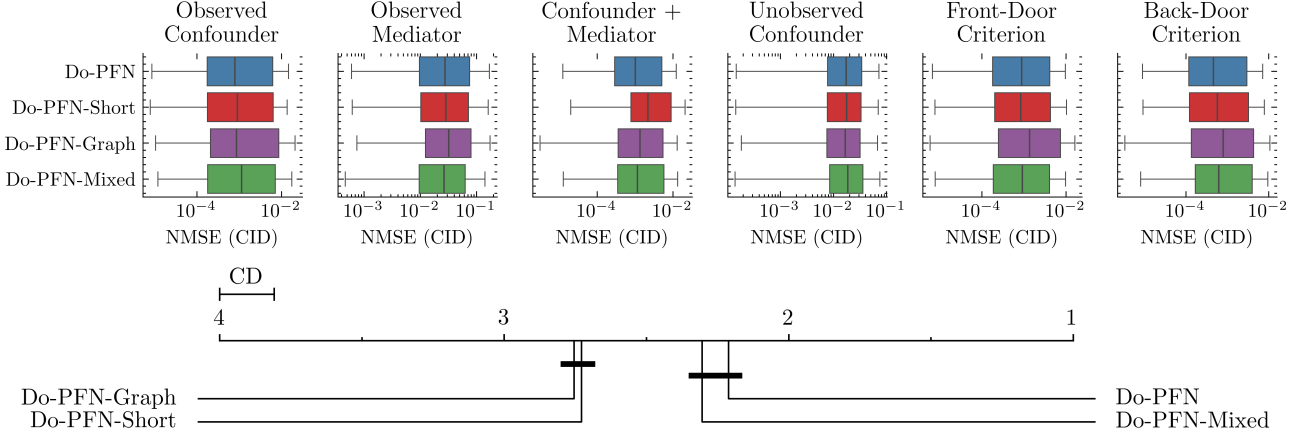 Observed Confounder
Observed Mediator
Confounder + Mediator
Unobserved Confounder
Front-Door Criterion
Back-Door Criterion
Do-PFN
Do-PFN-Short
Do-PFN-Graph
Do-PFN-Mixed
10⁻⁴ 10⁻²
10⁻³ 10⁻² 10⁻¹
10⁻⁴ 10⁻²
10⁻³ 10⁻² 10⁻¹
10⁻⁴ 10⁻²
10⁻⁴ 10⁻²
NMSE (CID) NMSE (CID) NMSE (CID) NMSE (CID) NMSE (CID) NMSE (CID)
CD
4 3 2 1
Do-PFN-Graph Do-PFN
Do-PFN-Short Do-PFN-Mixed